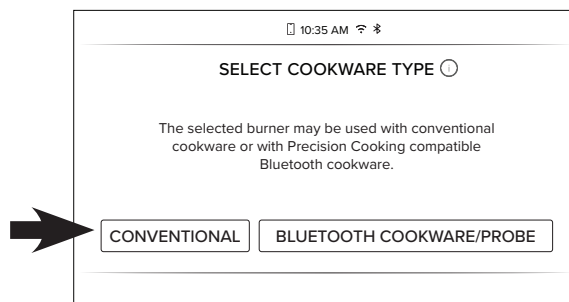 10:35 AM
SELECT COOKWARE TYPE i
The selected burner may be used with conventional
cookware or with Precision Cooking compatible
Bluetooth cookware.
CONVENTIONAL BLUETOOTH COOKWARE/PROBE